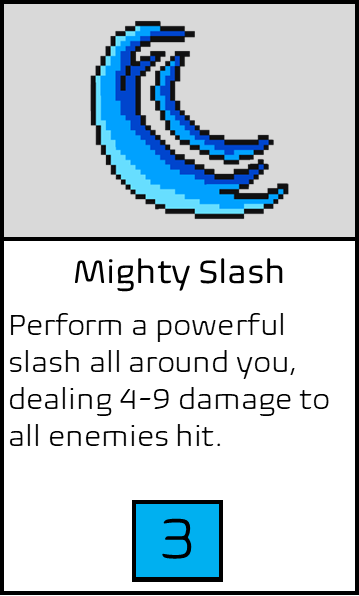 Mighty Slash
Perform a powerful
slash all around you,
dealing 4-9 damage to
all enemies hit.
3